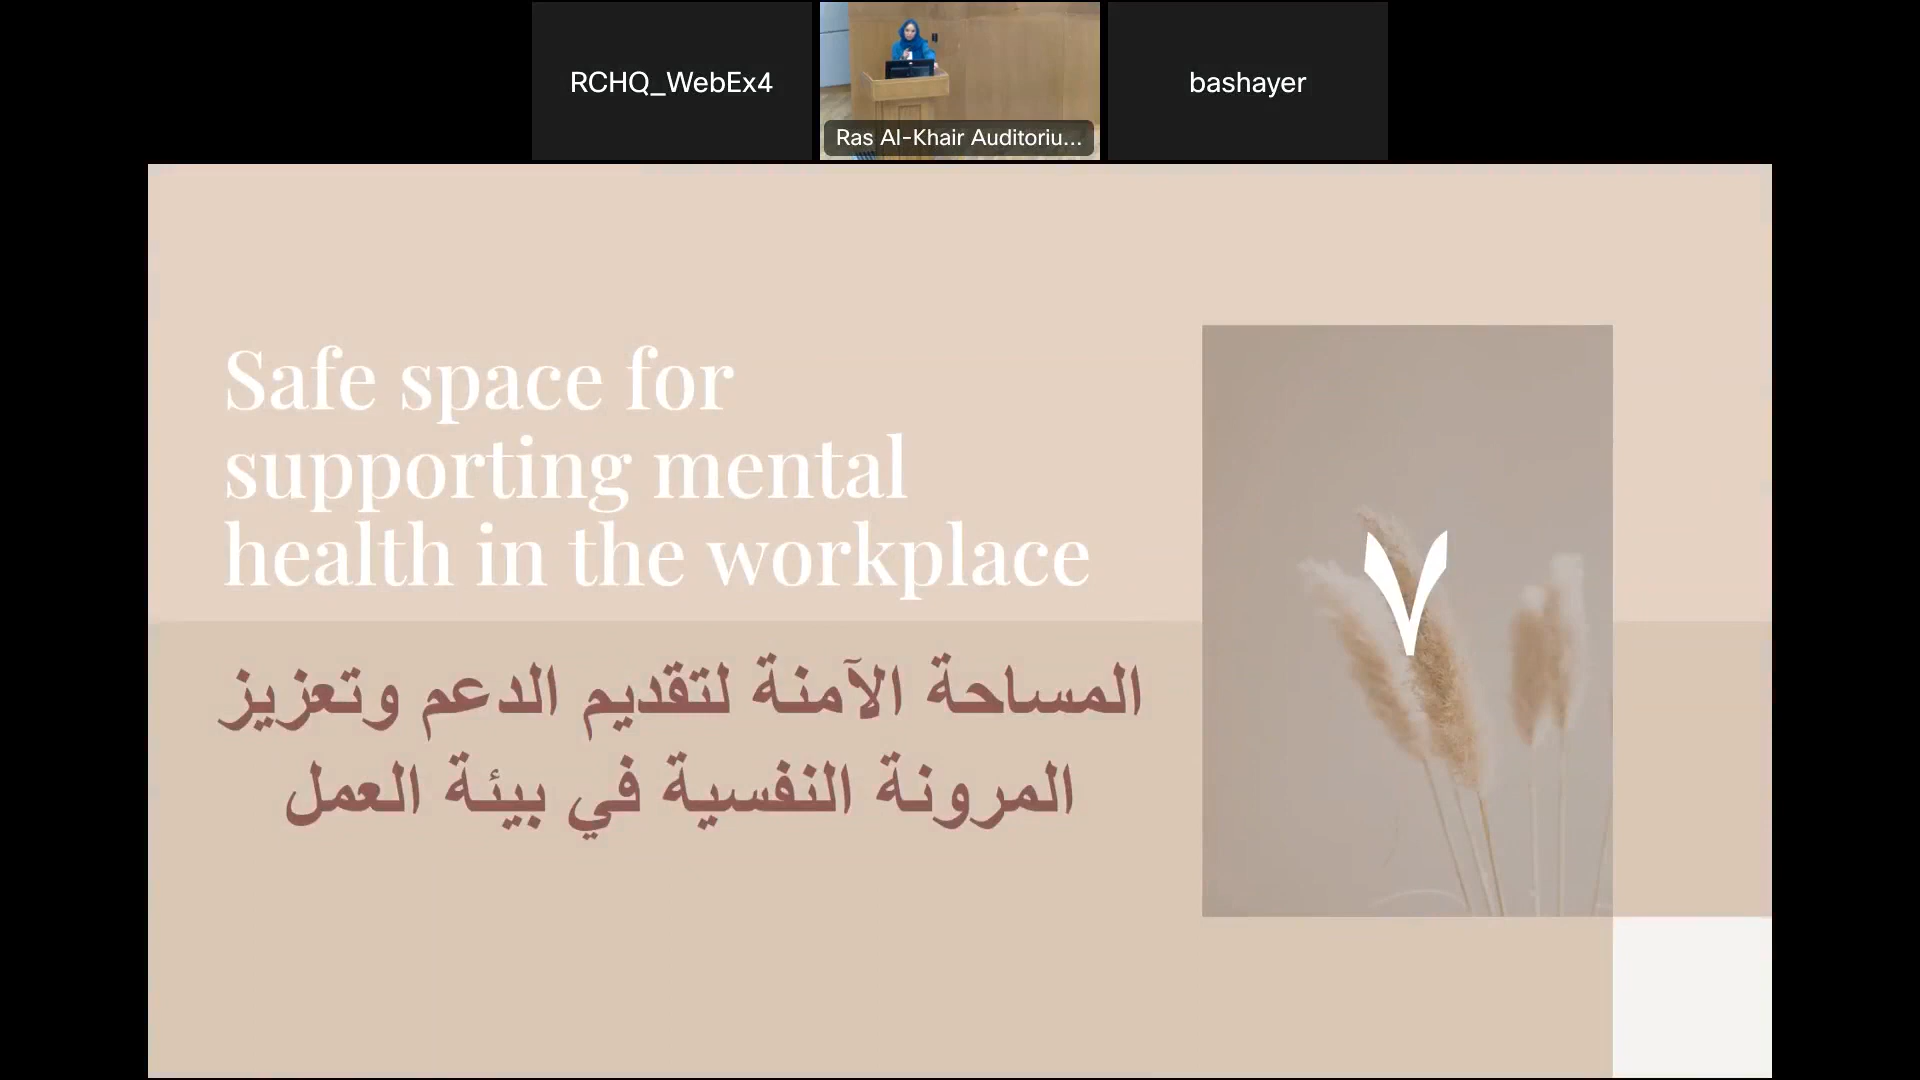 RCHQ_WebEx4
Ras Al-Khair Auditoriu...
bashayer
Safe space for
supporting mental
health in the workplace
٧
المساحة الآمنة لتقديم الدعم وتعزيز
المرونة النفسية في بيئة العمل